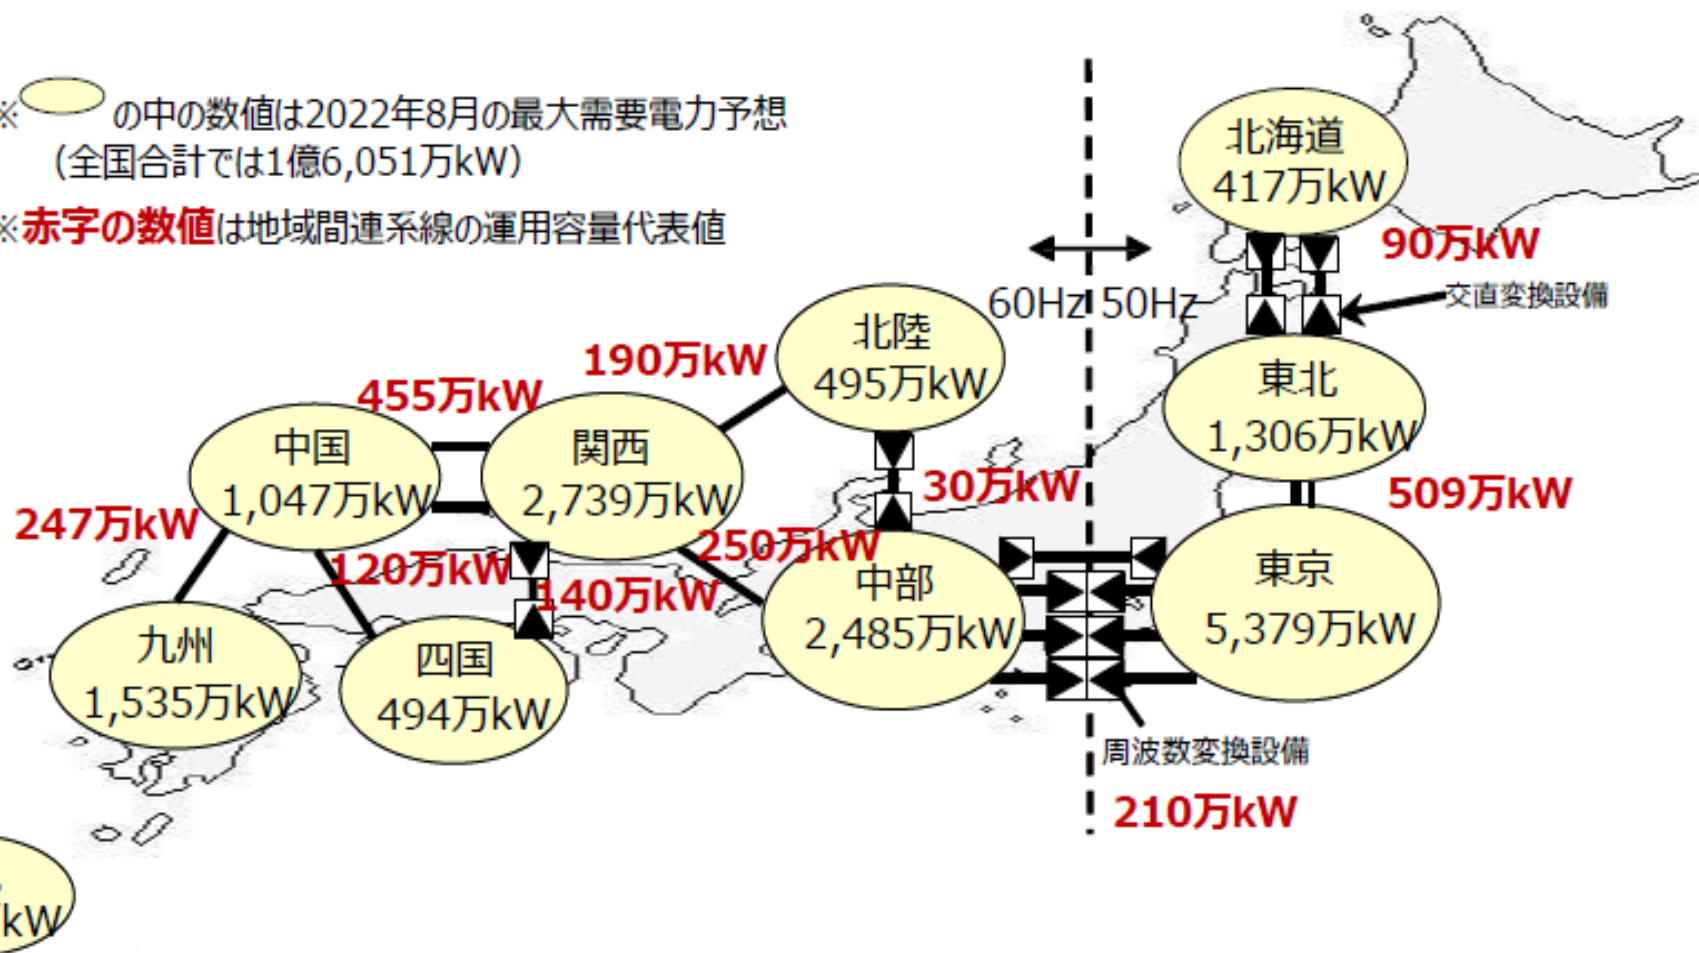 ※ の中の数値は2022年8月の最大需要電力予想
（全国合計では1億6,051万kW）
※赤字の数値は地域間連系線の運用容量代表値
60Hz 50Hz
北海道
417万kW
90万kW
交直変換設備
東北
1,306万kW
509万kW
東京
5,379万kW
北陸
495万kW
190万kW
30万kW
455万kW
中国
1,047万kW
関西
2,739万kW
247万kW
120万kW
140万kW
250万kW
中部
2,485万kW
九州
1,535万kW
四国
494万kW
周波数変換設備
210万kW
kW